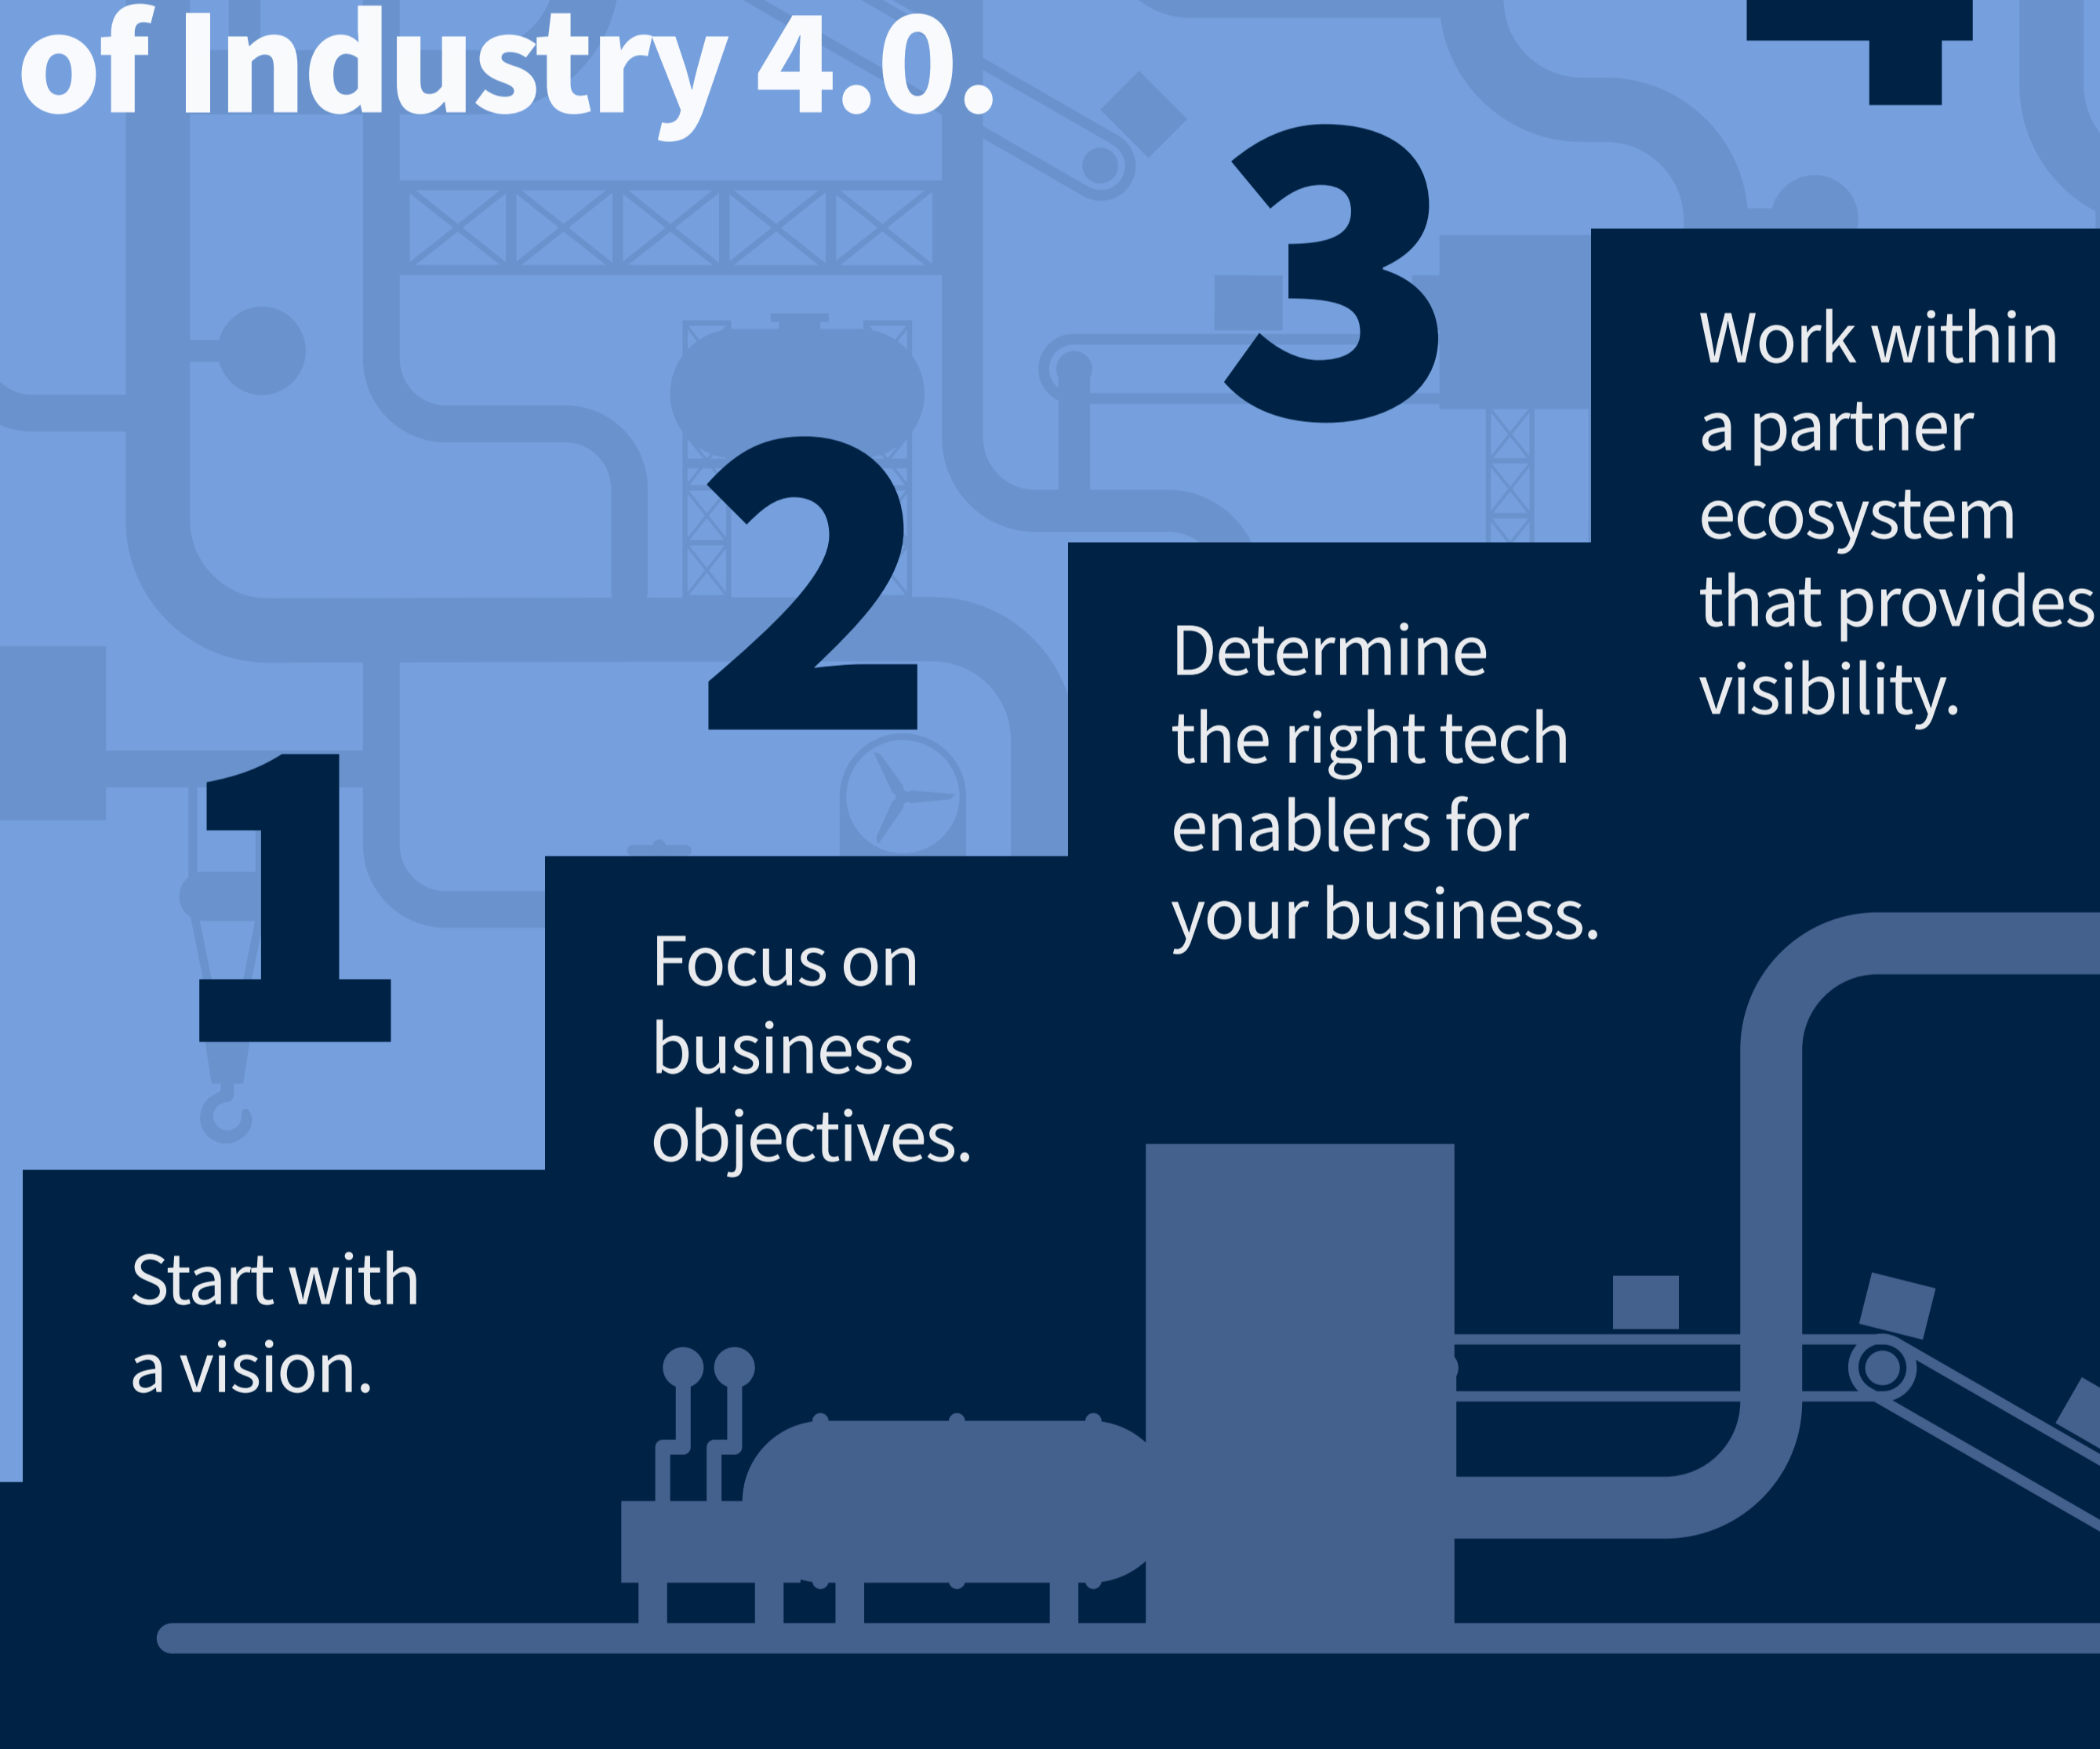 of Industry 4.0.
1
Start with
a vision.
2
Focus on
business
objectives.
3
Determine
the right tech
enablers for
your business.
4
Work within
a partner
ecosystem
that provides
visibility.